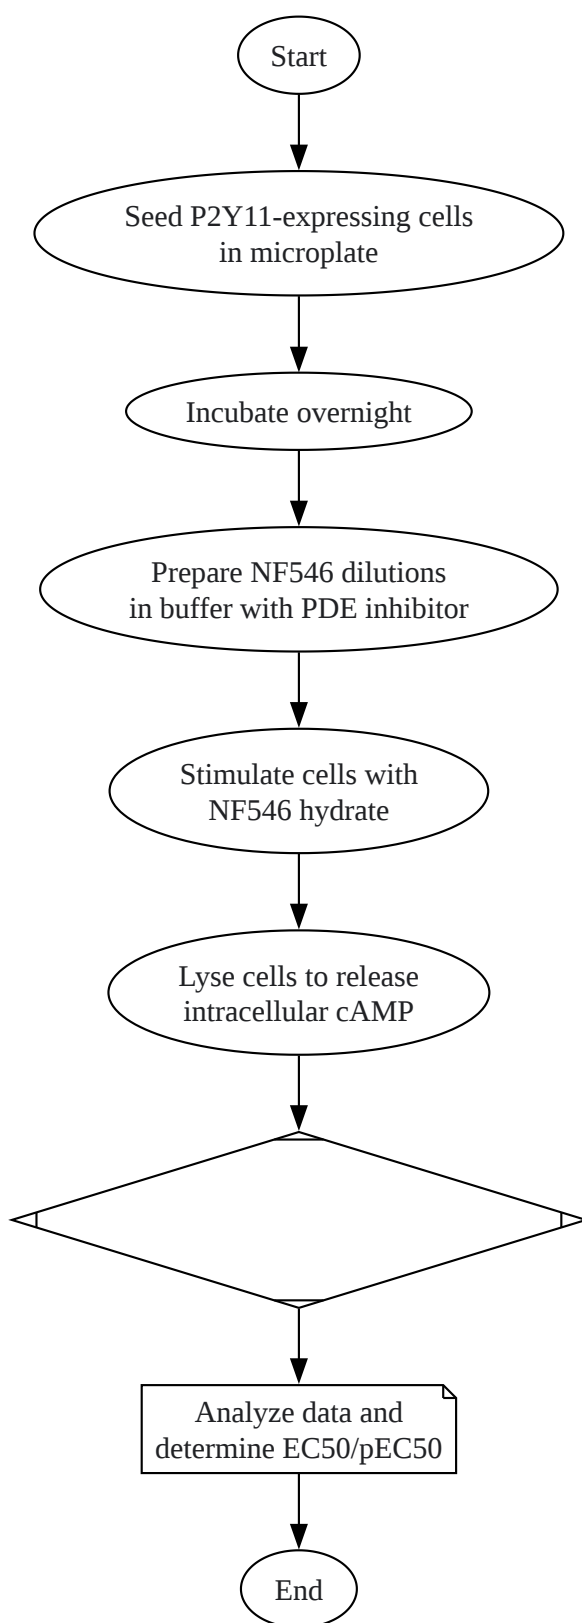 Start
Seed P2Y11-expressing cells
in microplate
Incubate overnight
Prepare NF546 dilutions
in buffer with PDE inhibitor
Stimulate cells with
NF546 hydrate
Lyse cells to release
intracellular cAMP
Analyze data and
determine EC50/pEC50
End